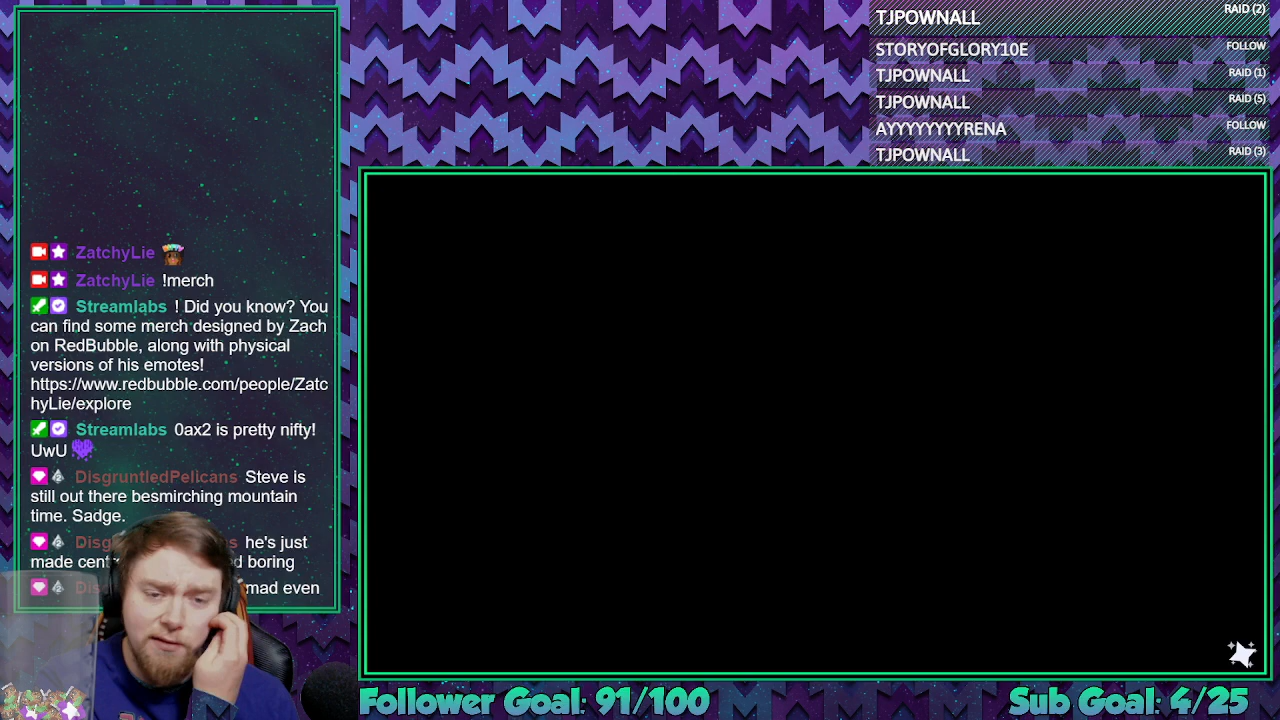 TJPOWNALL RAID (2)
STORYOFGLORY10E FOLLOW
TJPOWNALL RAID (1)
TJPOWNALL RAID (5)
AYYYYYYYYRENA FOLLOW
TJPOWNALL RAID (3)
ZatchyLie
ZatchyLie !merch
Streamlabs ! Did you know? You
can find some merch designed by Zach
on RedBubble, along with physical
versions of his emotes!
https://www.redbubble.com/people/Zatc
hyLie/explore
Streamlabs 0ax2 is pretty nifty!
UwU
DisgruntledPelicans Steve is
still out there besmirching mountain
time. Sadge.
he's just
made boring
mad even
Follower Goal: 91/100
Sub Goal: 4/25